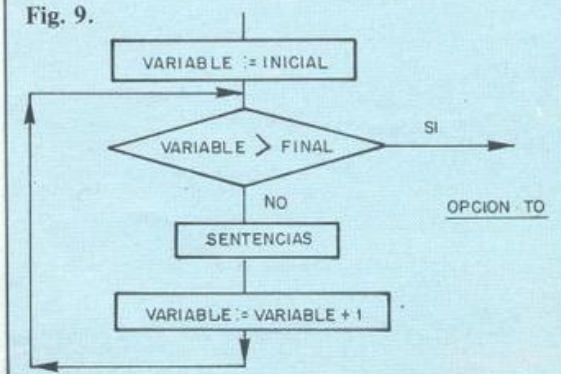 Fig. 9.
VARIABLE := INICIAL
VARIABLE > FINAL
SI
NO
OPCION TO
SENTENCIAS
VARIABLE := VARIABLE + 1